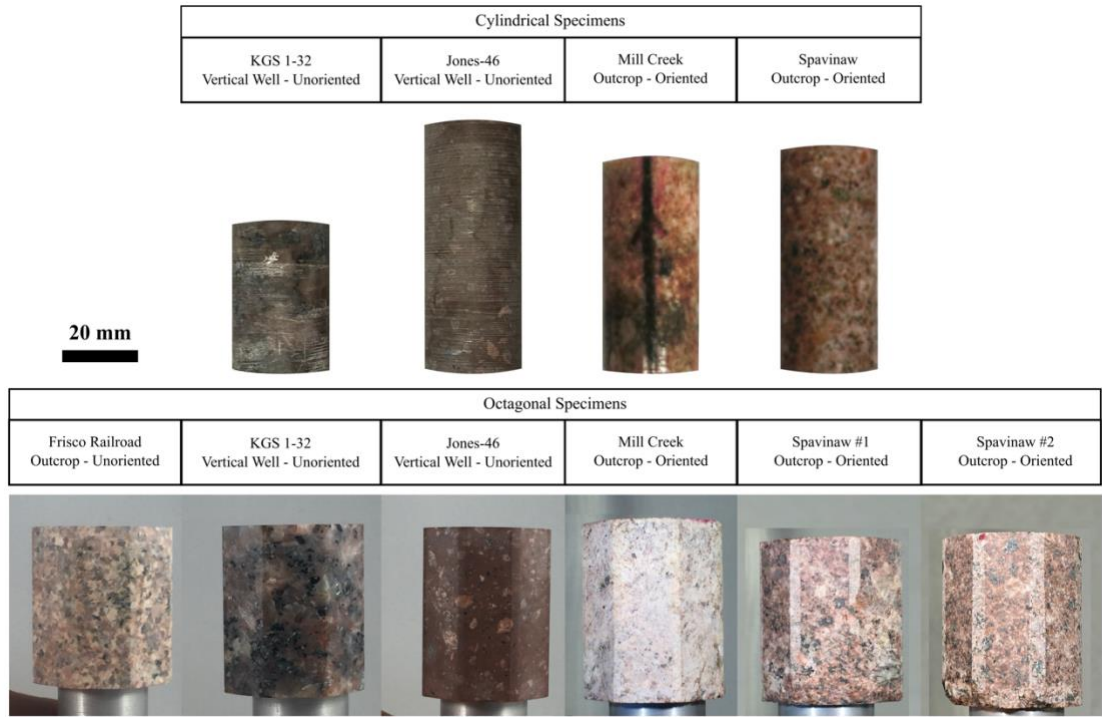 Cylindrical Specimens
KGS 1-32
Vertical Well - Unoriented
Jones-46
Vertical Well - Unoriented
Mill Creek
Outcrop - Oriented
Spavinaw
Outcrop - Oriented
20 mm
Octagonal Specimens
Frisco Railroad
Outcrop - Unoriented
KGS 1-32
Vertical Well - Unoriented
Jones-46
Vertical Well - Unoriented
Mill Creek
Outcrop - Oriented
Spavinaw #1
Outcrop - Oriented
Spavinaw #2
Outcrop - Oriented